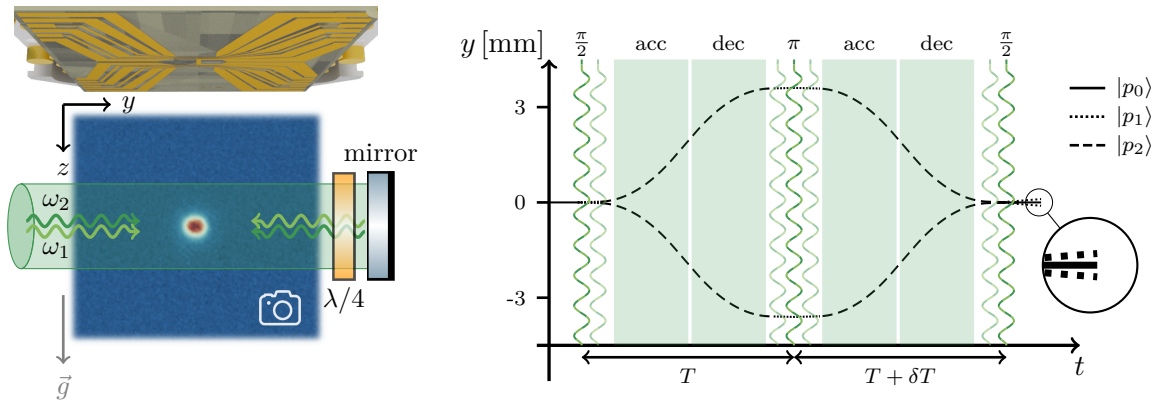 y
z
mirror
ω₂
ω₁
λ/4
g⃗
y [mm]
π/2
acc
dec
π
acc
dec
π/2
3
0
-3
|p₀⟩
|p₁⟩
|p₂⟩
T
T + δT
t